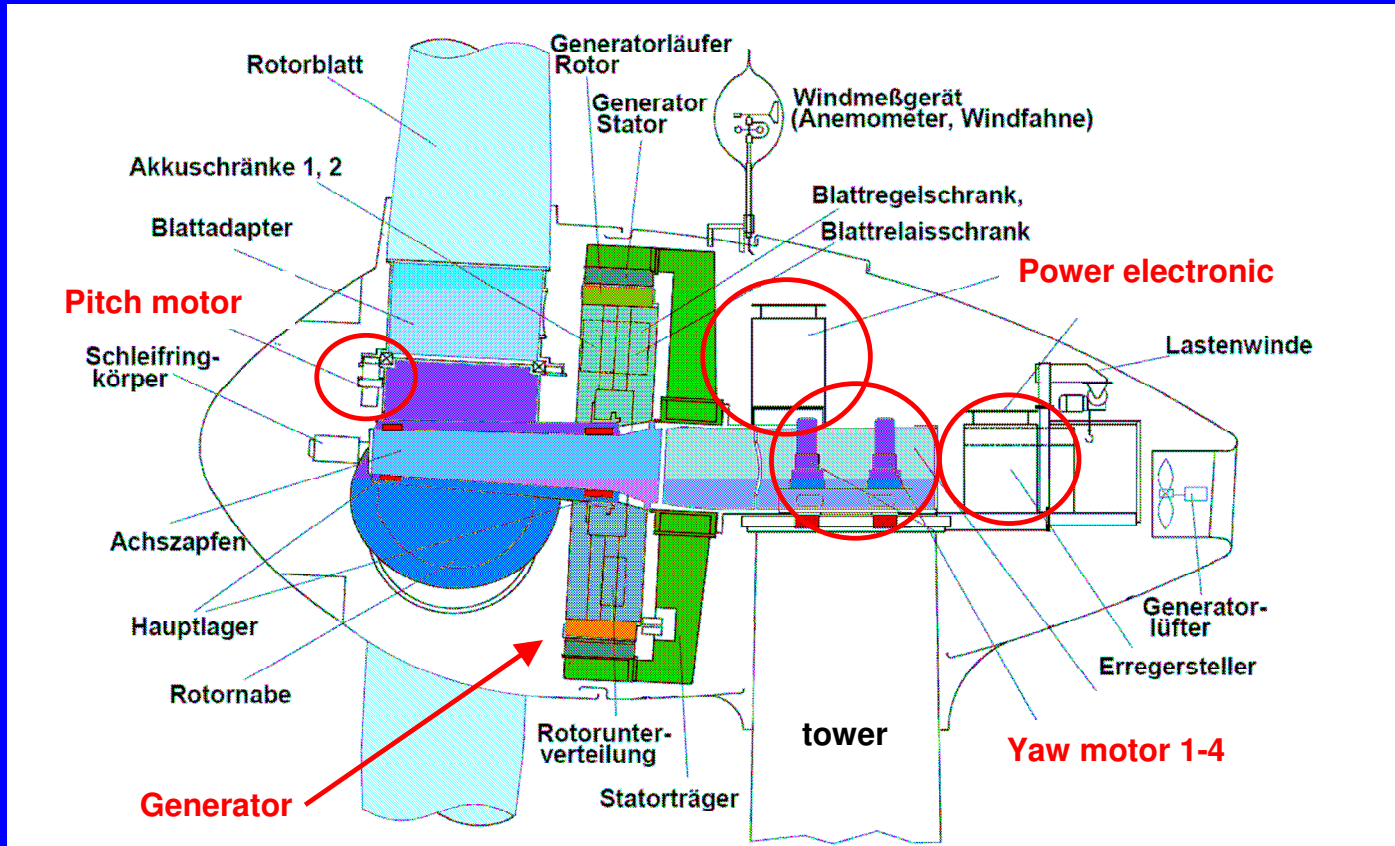 Generatorläufer
Rotor
Rotorblatt
Generator
Stator
Windmeßgerät
(Anemometer, Windfahne)
Akkuschränke 1, 2
Blattregelschrank,
Blattrelaisschrank
Blattadapter
Power electronic
Pitch motor
Schleifring-
körper
Lastenwinde
Achszapfen
Hauptlager
Generator-
lüfter
Erregersteller
Rotornabe
Rotorunter-
verteilung
tower
Yaw motor 1-4
Generator
Statorträger